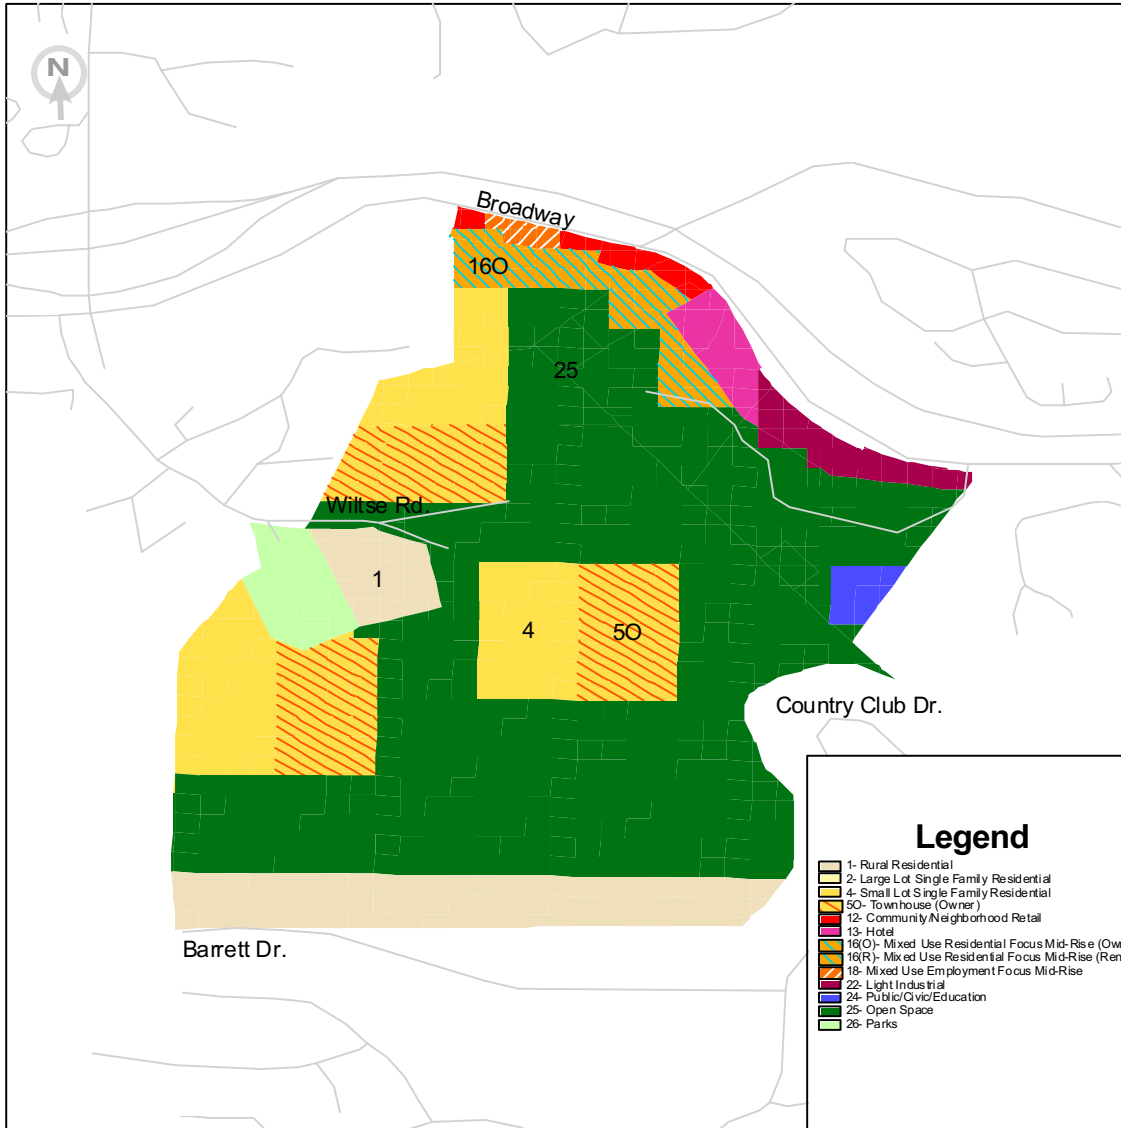 N
Broadway
16O
25
Wiltse Rd.
1
4
5O
Country Club Dr.
Barrett Dr.
Legend
1- Rural Residential
2- Large Lot Single Family Residential
4- Small Lot Single Family Residential
5O- Townhouse (Owner)
12- Community/Neighborhood Retail
13- Hotel
16(O)- Mixed Use Residential Focus Mid-Rise (Own
16(R)- Mixed Use Residential Focus Mid-Rise (Ren
18- Mixed Use Employment Focus Mid-Rise
22- Light Industrial
24- Public/Civic/Education
25- Open Space
26- Parks